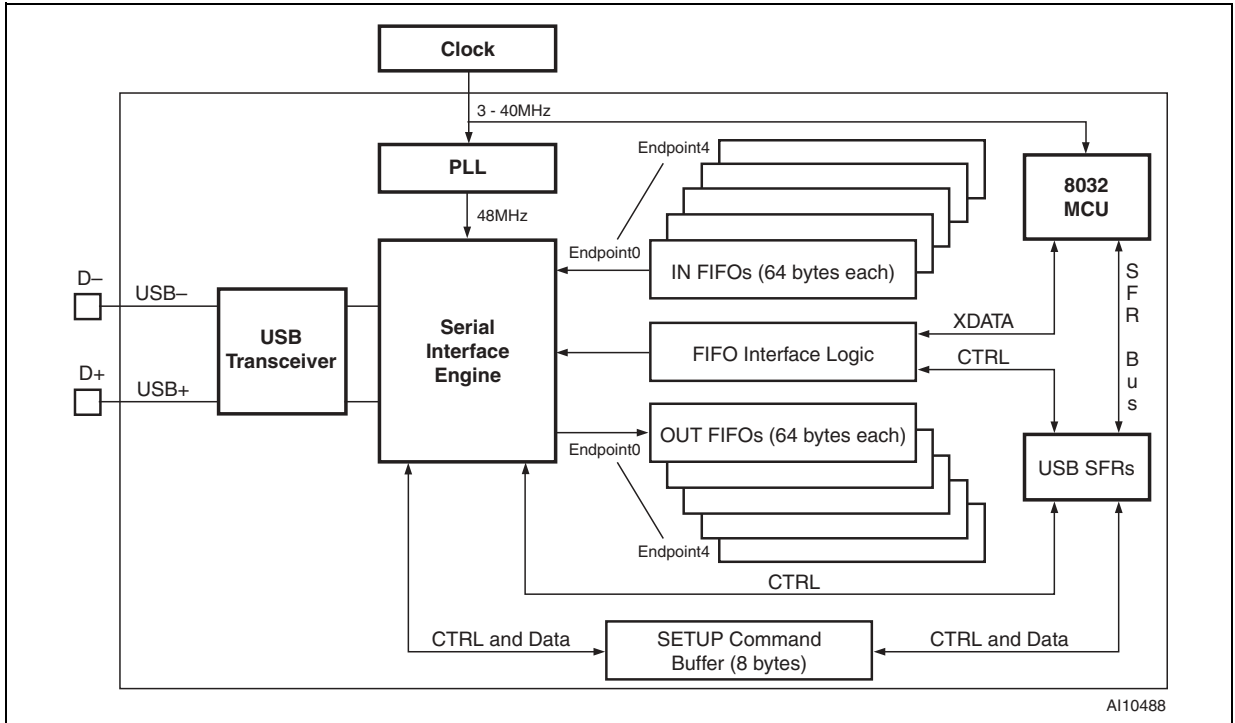 Clock
3 - 40MHz
PLL
48MHz
Endpoint4
Endpoint0
IN FIFOs (64 bytes each)
8032
MCU
D–
USB–
USB
Transceiver
D+
USB+
Serial
Interface
Engine
FIFO Interface Logic
XDATA
CTRL
SFR Bus
OUT FIFOs (64 bytes each)
Endpoint0
Endpoint4
USB SFRs
CTRL
CTRL and Data
SETUP Command
Buffer (8 bytes)
CTRL and Data
AI10488